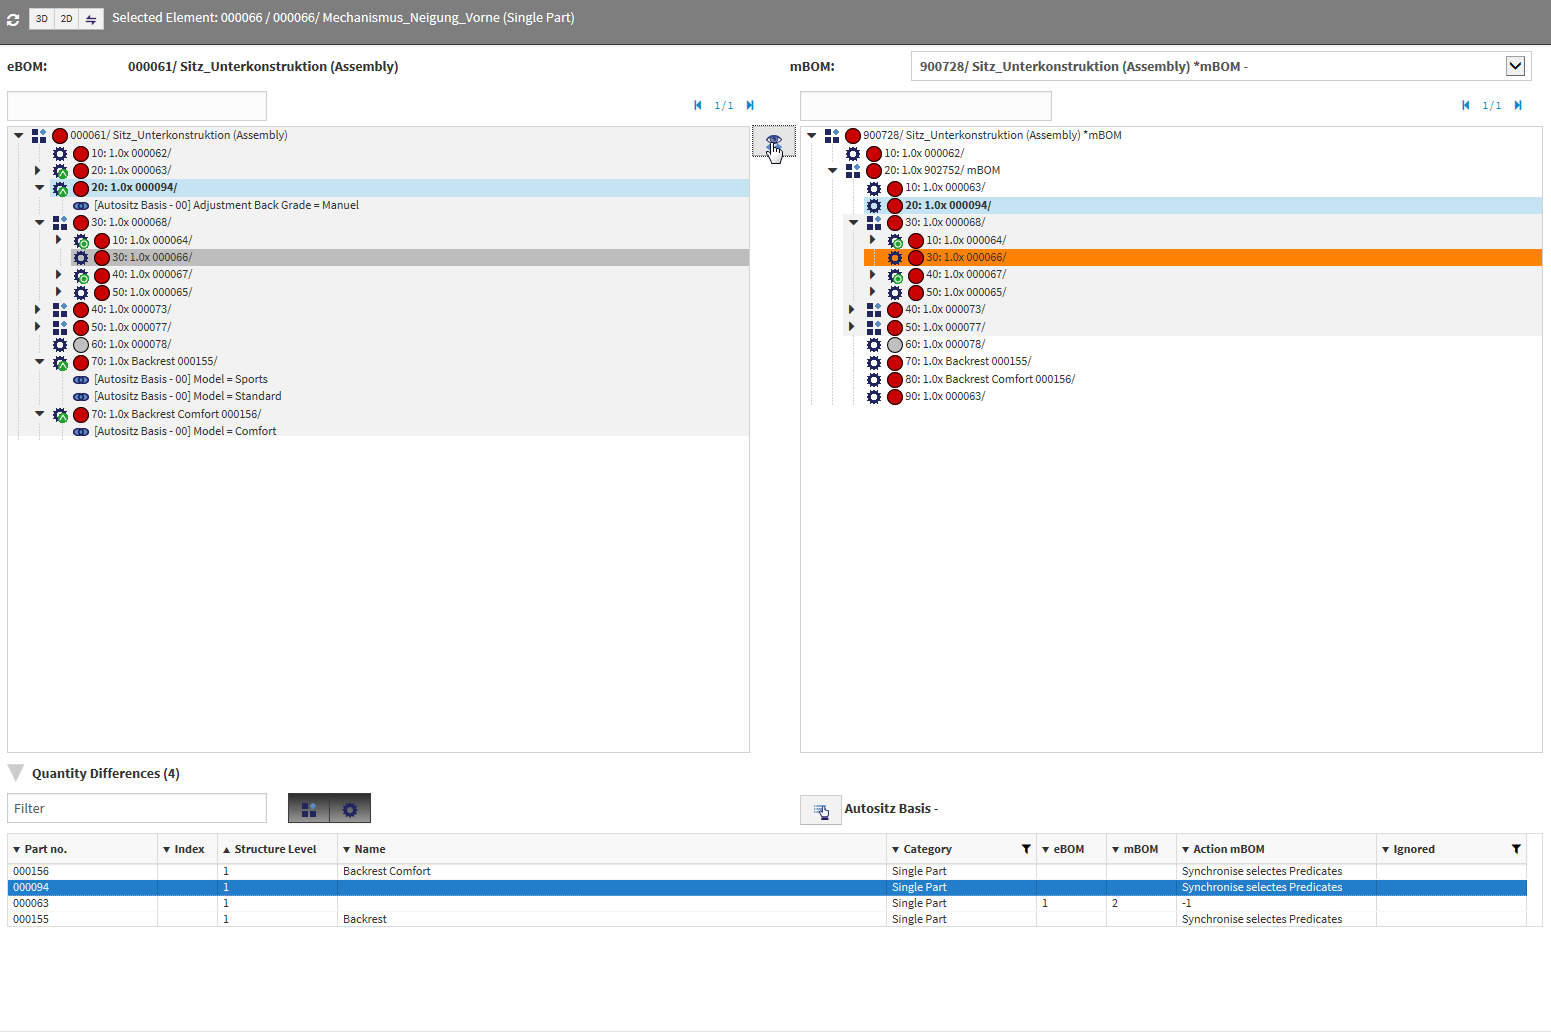 3D 2D Selected Element: 000066 / 000066/ Mechanismus_Neigung_Vorne (Single Part)
eBOM: 000061/ Sitz_Unterkonstruktion (Assembly)
mBOM: 900728/ Sitz_Unterkonstruktion (Assembly) *mBOM -
1/1
1/1
000061/ Sitz_Unterkonstruktion (Assembly)
10: 1.0x 000062/
20: 1.0x 000063/
20: 1.0x 000094/
[Autositz Basis - 00] Adjustment Back Grade = Manuel
30: 1.0x 000068/
10: 1.0x 000064/
30: 1.0x 000066/
40: 1.0x 000067/
50: 1.0x 000065/
40: 1.0x 000073/
50: 1.0x 000077/
60: 1.0x 000078/
70: 1.0x Backrest 000155/
[Autositz Basis - 00] Model = Sports
[Autositz Basis - 00] Model = Standard
70: 1.0x Backrest Comfort 000156/
[Autositz Basis - 00] Model = Comfort
900728/ Sitz_Unterkonstruktion (Assembly) *mBOM
10: 1.0x 000062/
20: 1.0x 902752/ mBOM
10: 1.0x 000063/
20: 1.0x 000094/
30: 1.0x 000068/
10: 1.0x 000064/
30: 1.0x 000066/
40: 1.0x 000067/
50: 1.0x 000065/
40: 1.0x 000073/
50: 1.0x 000077/
60: 1.0x 000078/
70: 1.0x Backrest 000155/
80: 1.0x Backrest Comfort 000156/
90: 1.0x 000063/
Quantity Differences (4)
Filter
Autositz Basis -
Part no. Index Structure Level Name Category eBOM mBOM Action mBOM Ignored
000156 1 Backrest Comfort Single Part Synchronise selectes Predicates
000094 1 Single Part Synchronise selectes Predicates
000063 1 Single Part 1 2 -1
000155 1 Backrest Single Part Synchronise selectes Predicates